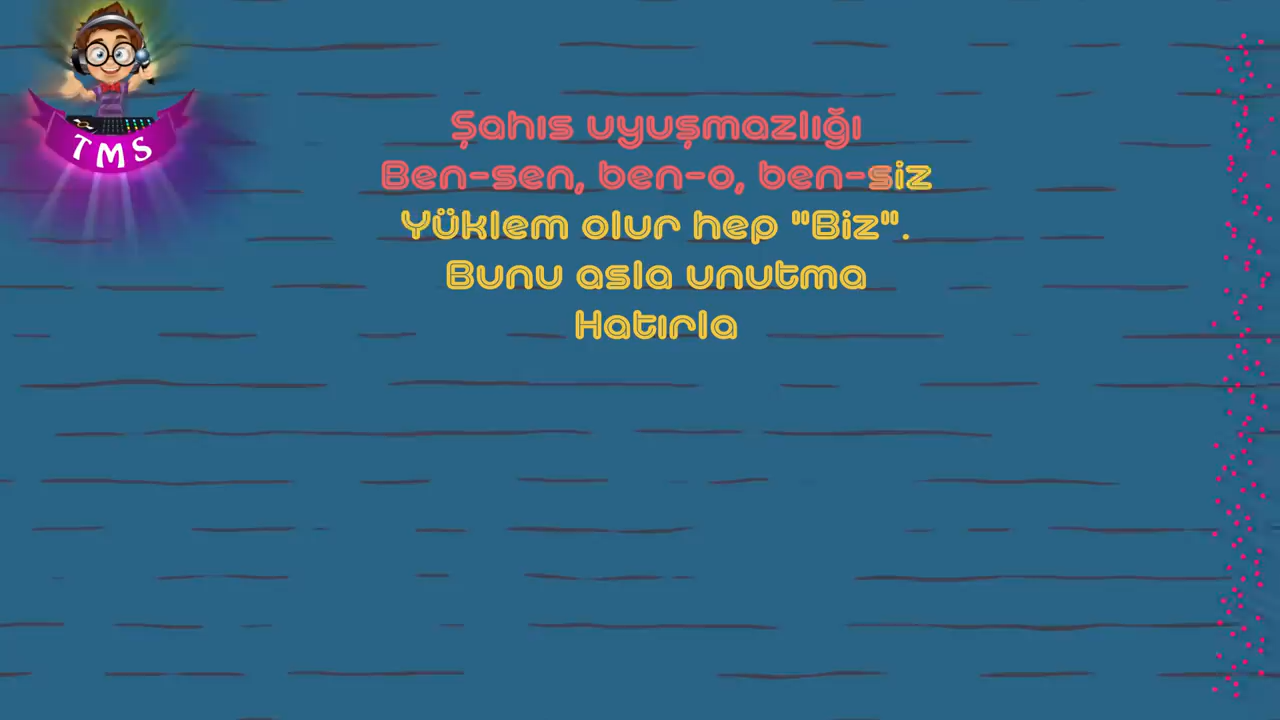 TMS
Şahıs uyuşmazlığı
Ben-sen, ben-o, ben-siz
Yüklem olur hep "Biz".
Bunu asla unutma
Hatırla